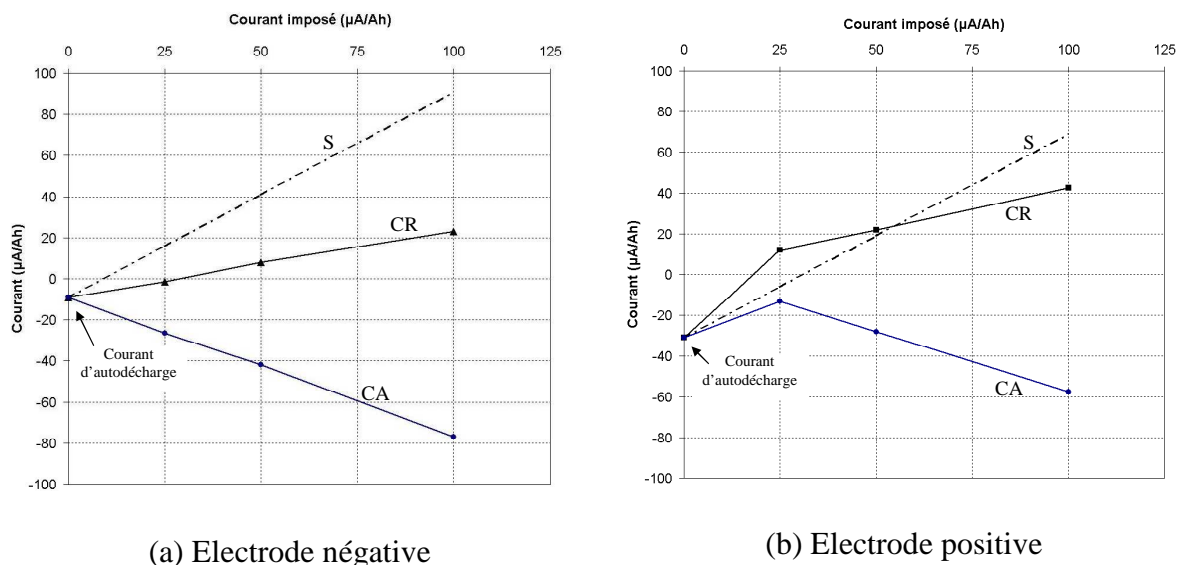 Courant imposé (µA/Ah)
0 25 50 75 100 125
Courant (µA/Ah)
100
80
60
40
20
0
-20
-40
-60
-80
-100
S
CR
CA
Courant
d'autodécharge
(a) Electrode négative
Courant imposé (µA/Ah)
0 25 50 75 100 125
Courant (µA/Ah)
100
80
60
40
20
0
-20
-40
-60
-80
-100
S
CR
CA
Courant
d'autodécharge
(b) Electrode positive